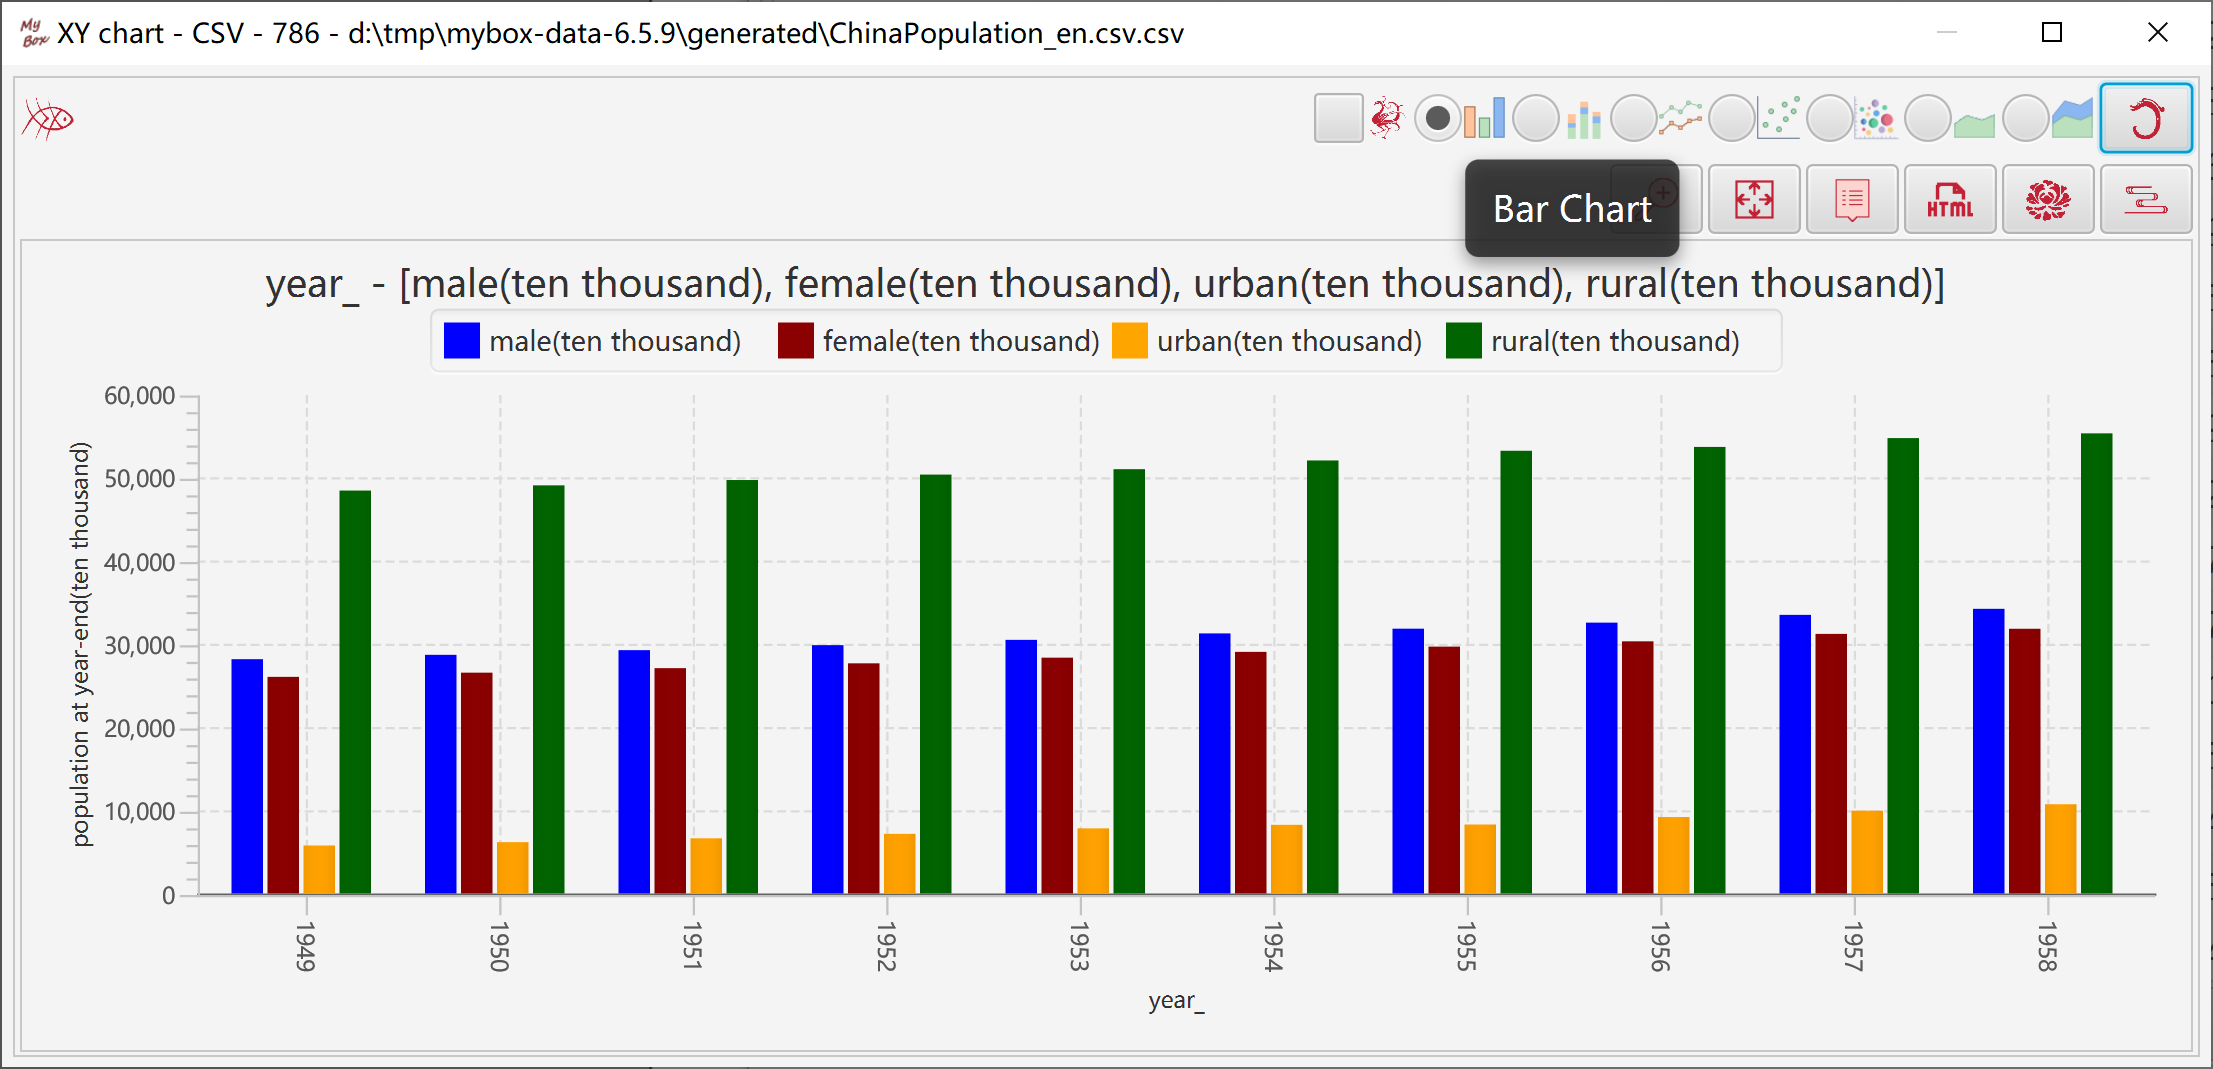 My Box XY chart - CSV - 786 - d:\tmp\mybox-data-6.5.9\generated\ChinaPopulation_en.csv.csv
Bar Chart
HTML
year_ - [male(ten thousand), female(ten thousand), urban(ten thousand), rural(ten thousand)]
male(ten thousand) female(ten thousand) urban(ten thousand) rural(ten thousand)
population at year-end(ten thousand)
60,000
50,000
40,000
30,000
20,000
10,000
0
1949 1950 1951 1952 1953 1954 1955 1956 1957 1958
year_